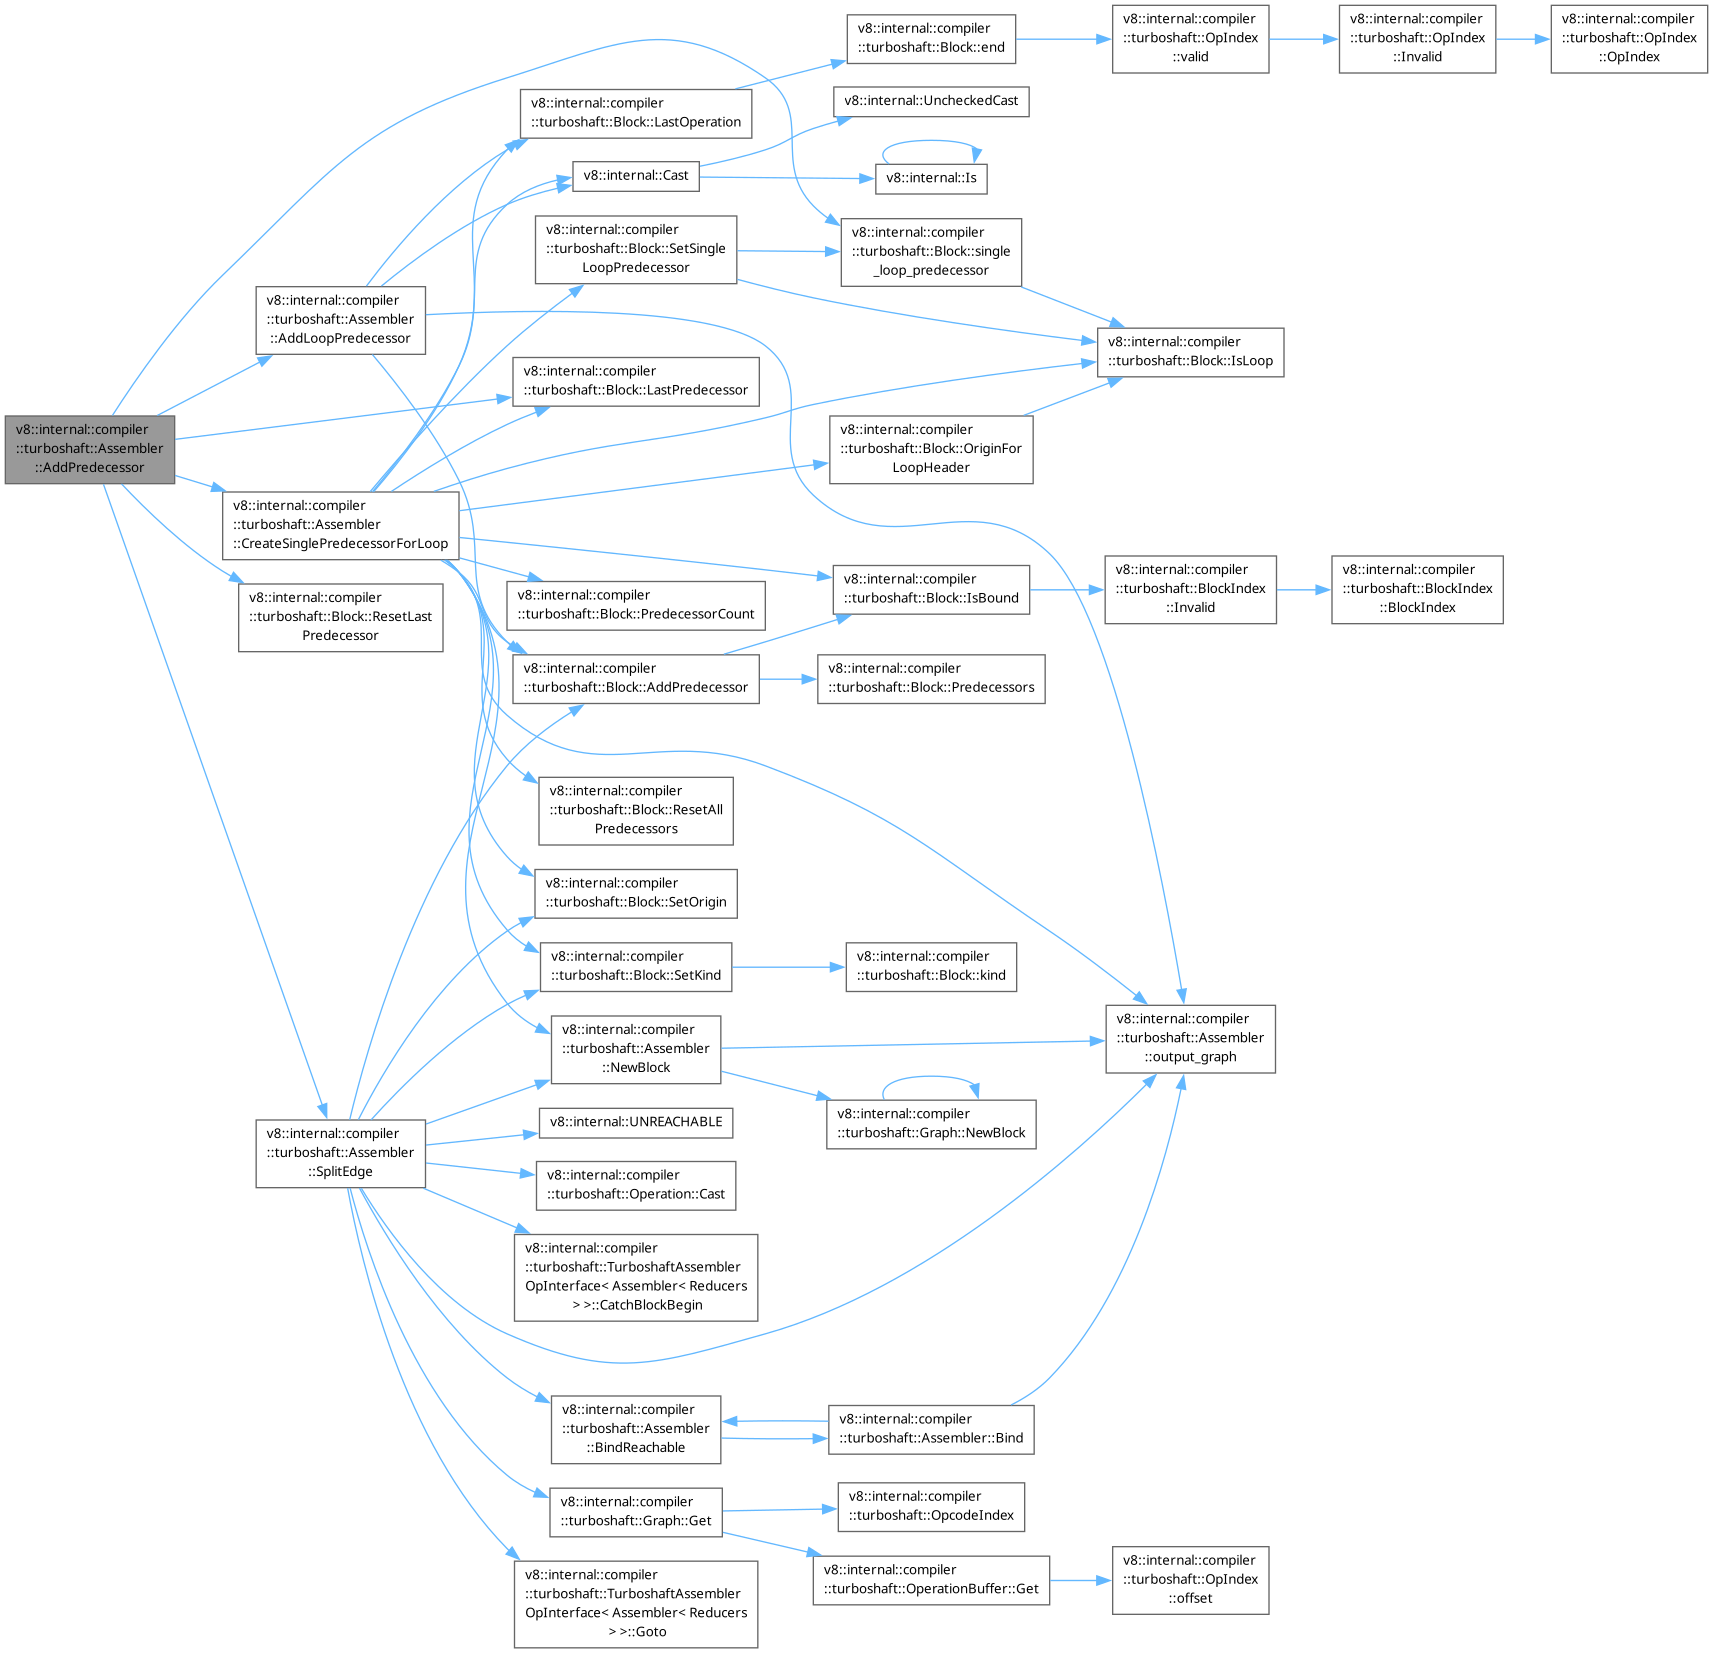 v8::internal::compiler
::turboshaft::Assembler
::AddPredecessor
v8::internal::compiler
::turboshaft::Assembler
::AddLoopPredecessor
v8::internal::compiler
::turboshaft::Assembler
::CreateSinglePredecessorForLoop
v8::internal::compiler
::turboshaft::Block::ResetLast
Predecessor
v8::internal::compiler
::turboshaft::Assembler
::SplitEdge
v8::internal::compiler
::turboshaft::Block::LastOperation
v8::internal::Cast
v8::internal::compiler
::turboshaft::Block::SetSingle
LoopPredecessor
v8::internal::compiler
::turboshaft::Block::LastPredecessor
v8::internal::compiler
::turboshaft::Block::PredecessorCount
v8::internal::compiler
::turboshaft::Block::AddPredecessor
v8::internal::compiler
::turboshaft::Block::ResetAll
Predecessors
v8::internal::compiler
::turboshaft::Block::SetOrigin
v8::internal::compiler
::turboshaft::Block::SetKind
v8::internal::compiler
::turboshaft::Assembler
::NewBlock
v8::internal::UNREACHABLE
v8::internal::compiler
::turboshaft::Operation::Cast
v8::internal::compiler
::turboshaft::TurboshaftAssembler
OpInterface< Assembler< Reducers
> >::CatchBlockBegin
v8::internal::compiler
::turboshaft::Assembler
::BindReachable
v8::internal::compiler
::turboshaft::Graph::Get
v8::internal::compiler
::turboshaft::TurboshaftAssembler
OpInterface< Assembler< Reducers
> >::Goto
v8::internal::compiler
::turboshaft::Block::end
v8::internal::UncheckedCast
v8::internal::Is
v8::internal::compiler
::turboshaft::Block::single
_loop_predecessor
v8::internal::compiler
::turboshaft::Block::OriginFor
LoopHeader
v8::internal::compiler
::turboshaft::Block::IsBound
v8::internal::compiler
::turboshaft::Block::Predecessors
v8::internal::compiler
::turboshaft::Block::kind
v8::internal::compiler
::turboshaft::Graph::NewBlock
v8::internal::compiler
::turboshaft::Assembler::Bind
v8::internal::compiler
::turboshaft::OpcodeIndex
v8::internal::compiler
::turboshaft::OperationBuffer::Get
v8::internal::compiler
::turboshaft::OpIndex
::valid
v8::internal::compiler
::turboshaft::Block::IsLoop
v8::internal::compiler
::turboshaft::BlockIndex
::Invalid
v8::internal::compiler
::turboshaft::Assembler
::output_graph
v8::internal::compiler
::turboshaft::OpIndex
::offset
v8::internal::compiler
::turboshaft::OpIndex
::Invalid
v8::internal::compiler
::turboshaft::BlockIndex
::BlockIndex
v8::internal::compiler
::turboshaft::OpIndex
::OpIndex